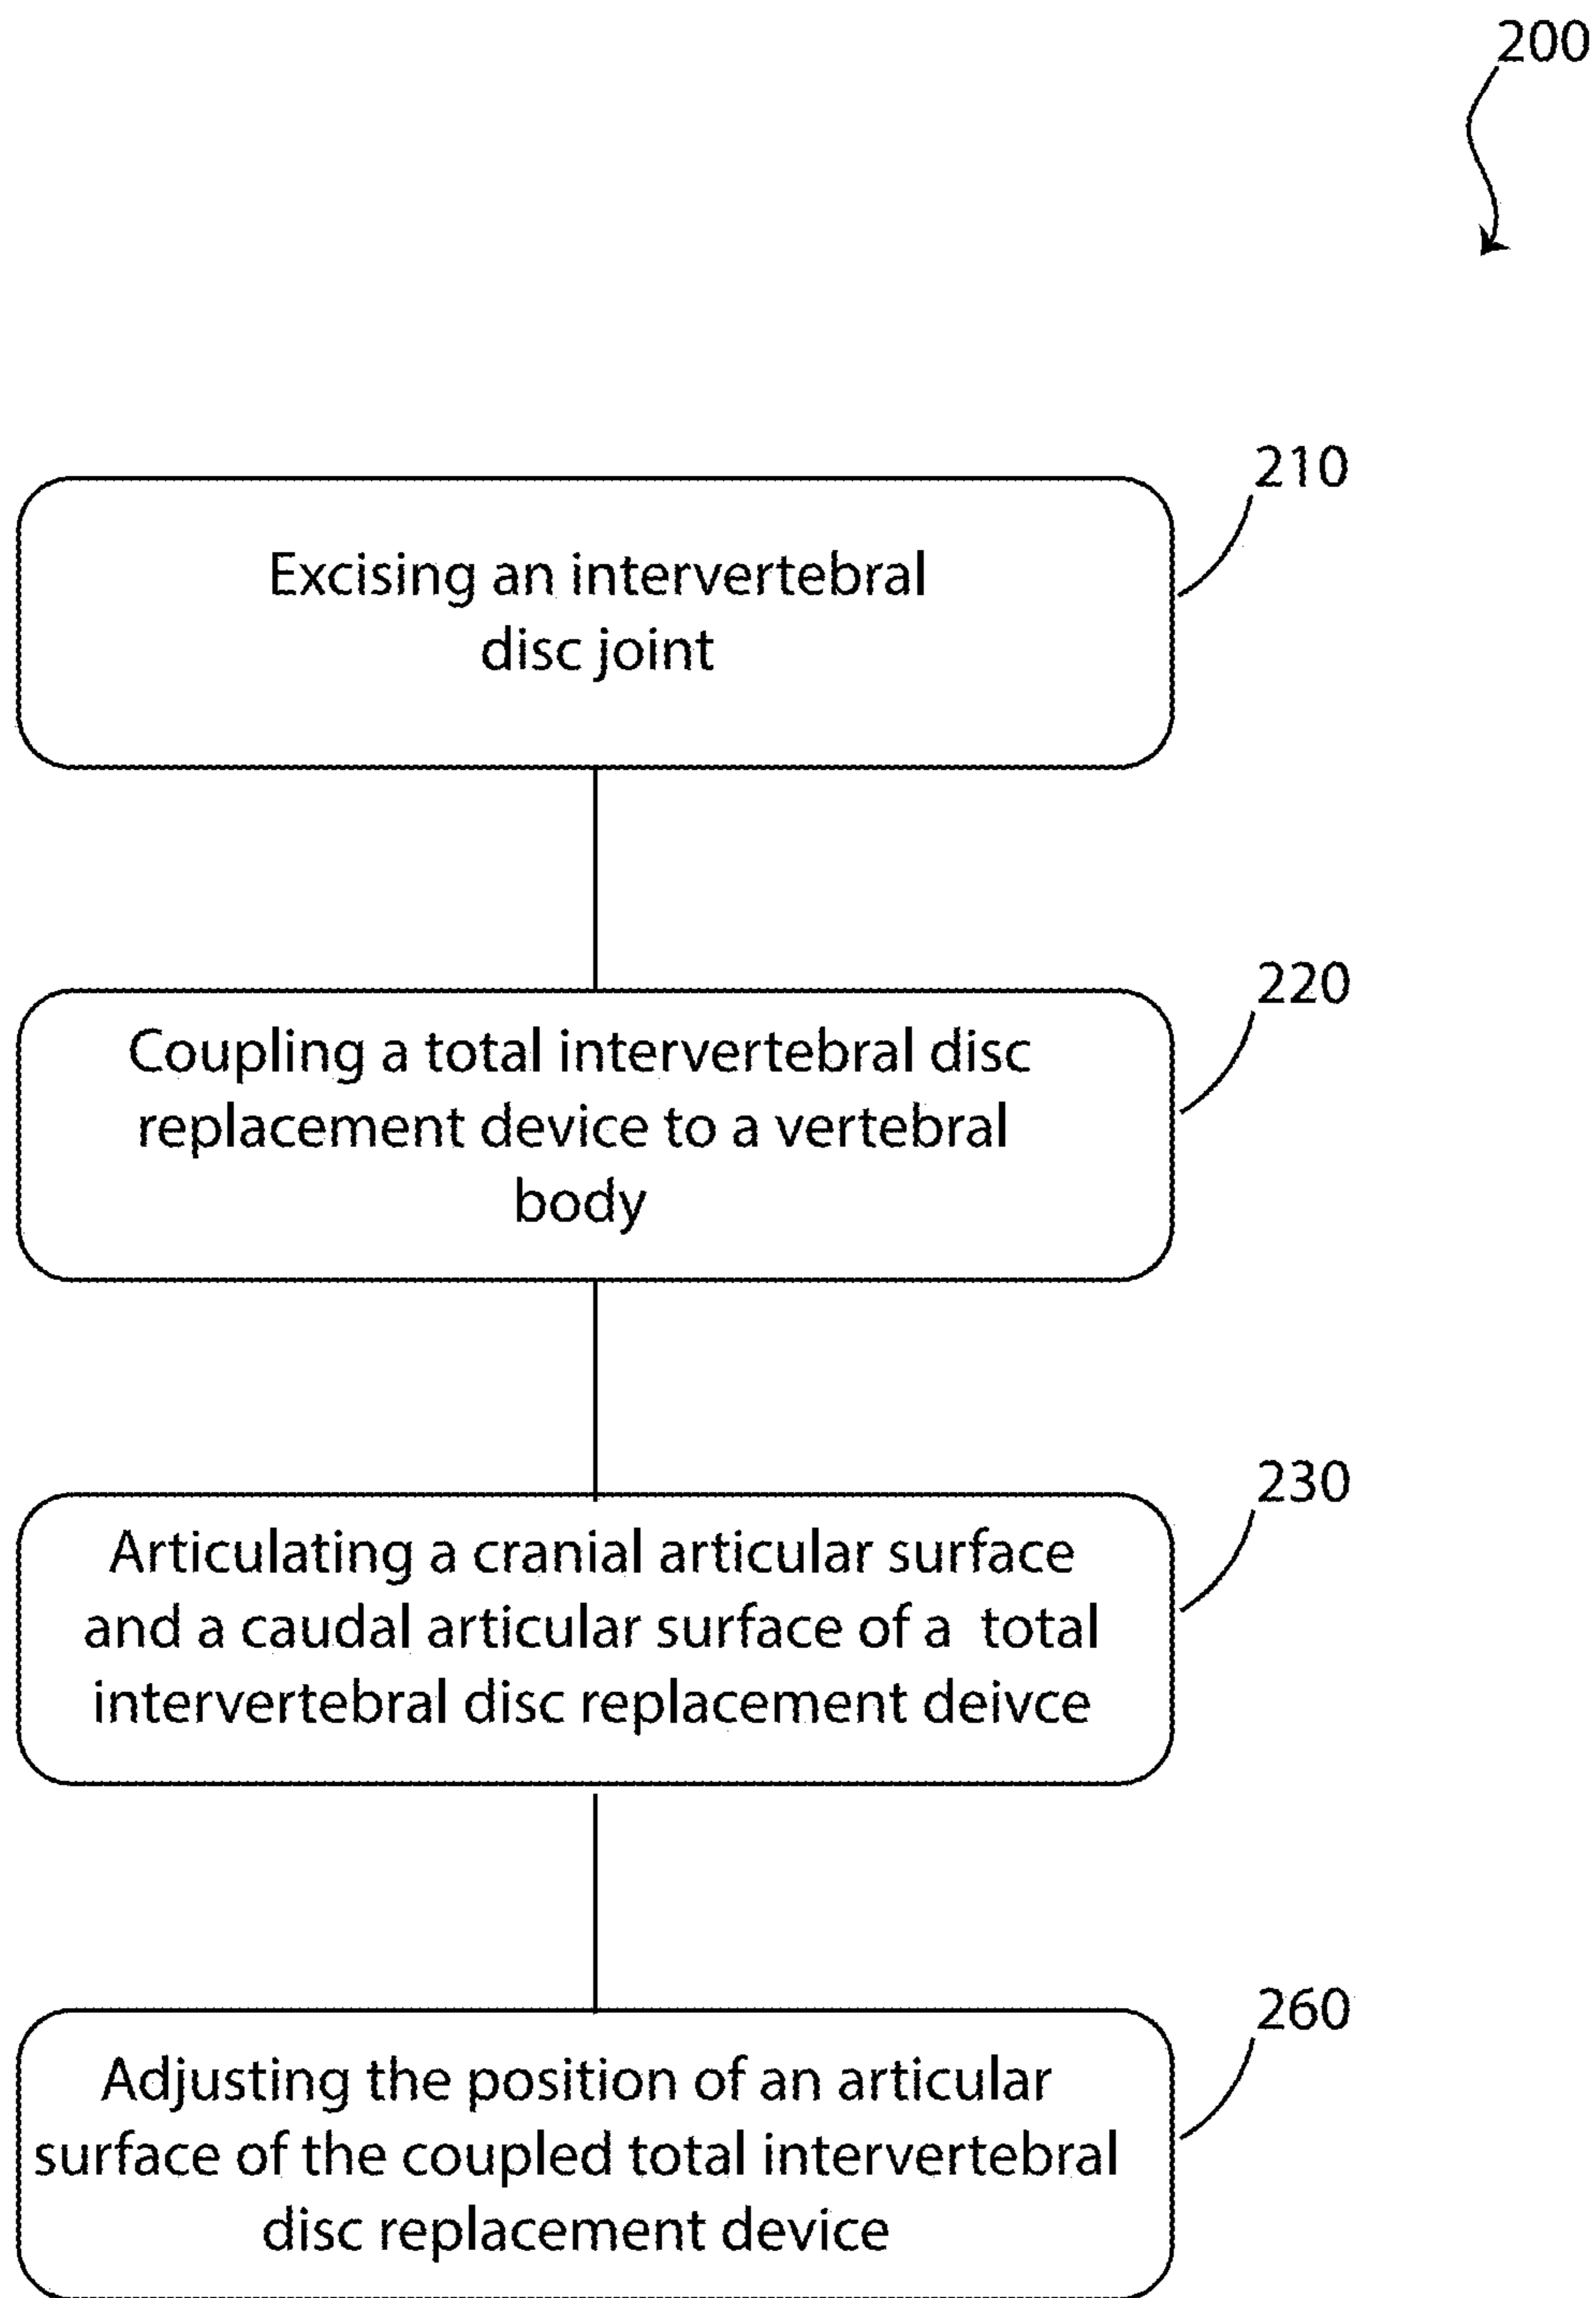 200
210
Excising an intervertebral
disc joint
220
Coupling a total intervertebral disc
replacement device to a vertebral
body
230
Articulating a cranial articular surface
and a caudal articular surface of a  total
intervertebral disc replacement deivce
260
Adjusting the position of an articular
surface of the coupled total intervertebral
disc replacement device